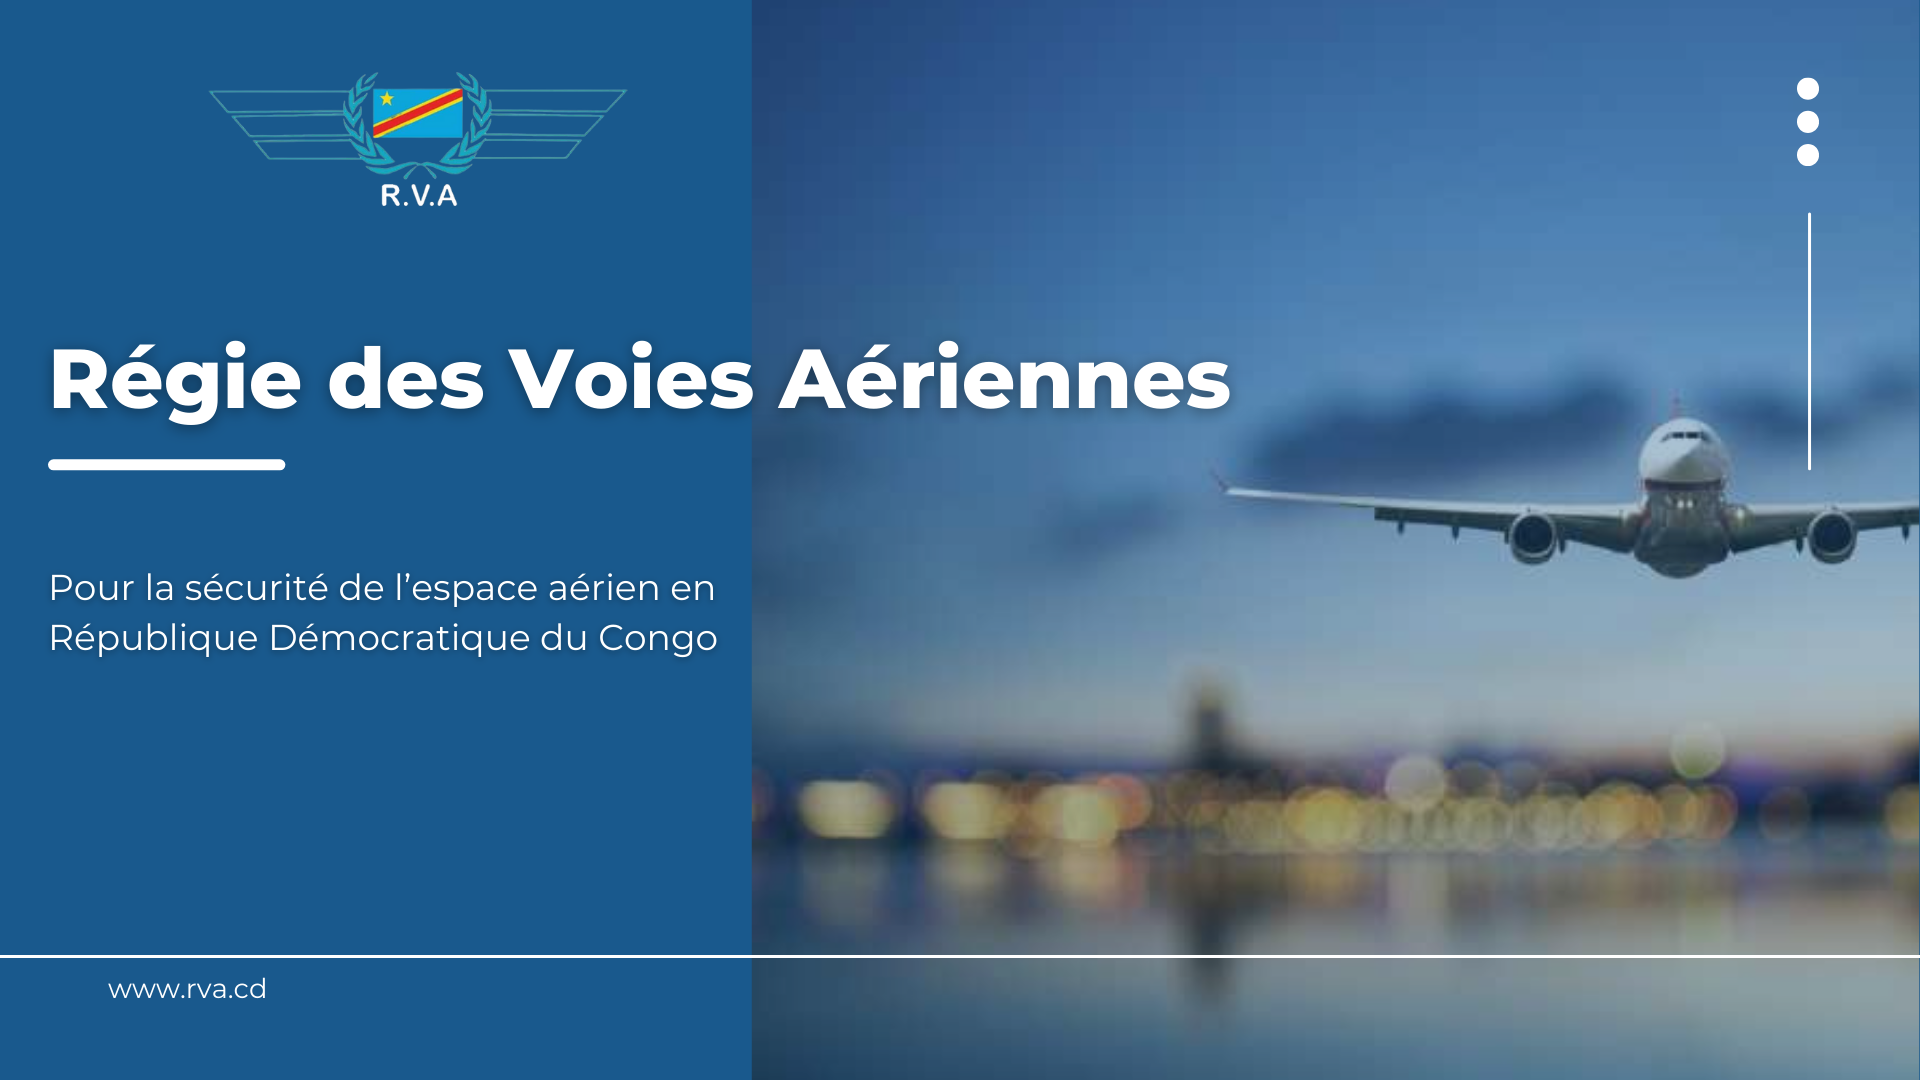 R.V.A
Régie des Voies Aériennes
Pour la sécurité de l’espace aérien en
République Démocratique du Congo
www.rva.cd